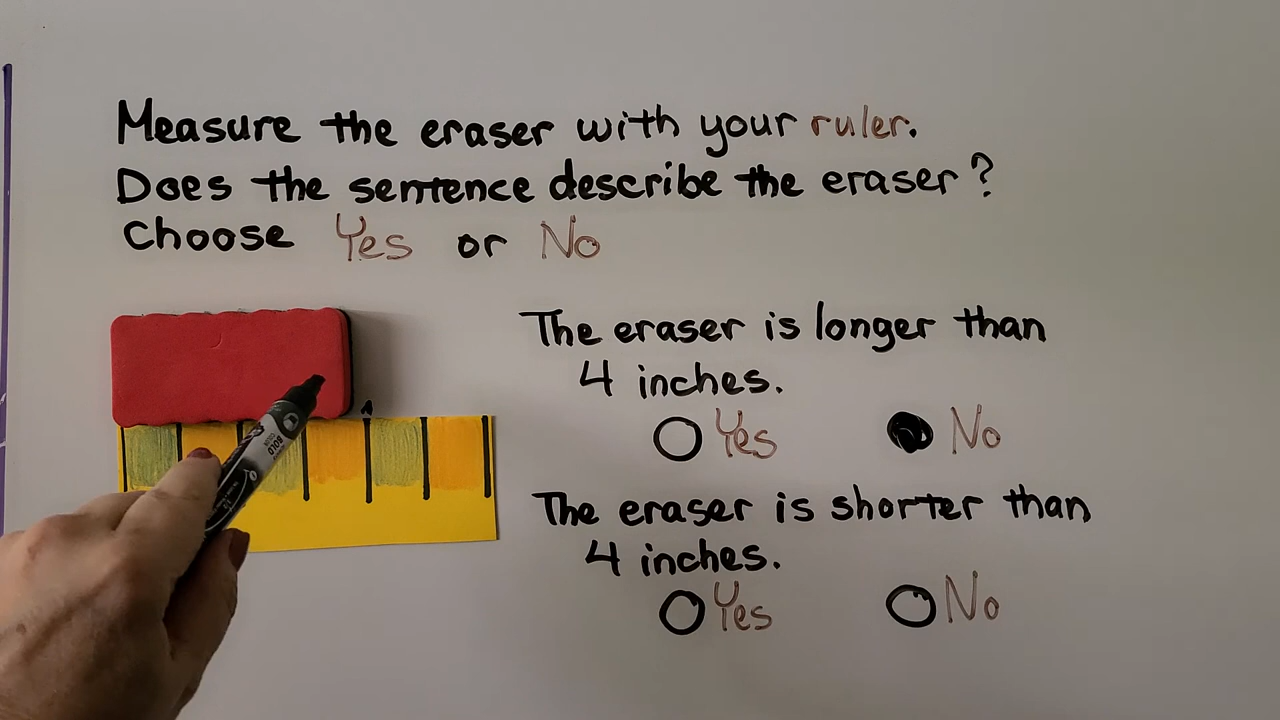 Measure the eraser with your ruler.
Does the sentence describe the eraser?
Choose Yes or No
The eraser is longer than
4 inches.
Yes No
The eraser is shorter than
4 inches.
Yes No
BOLD